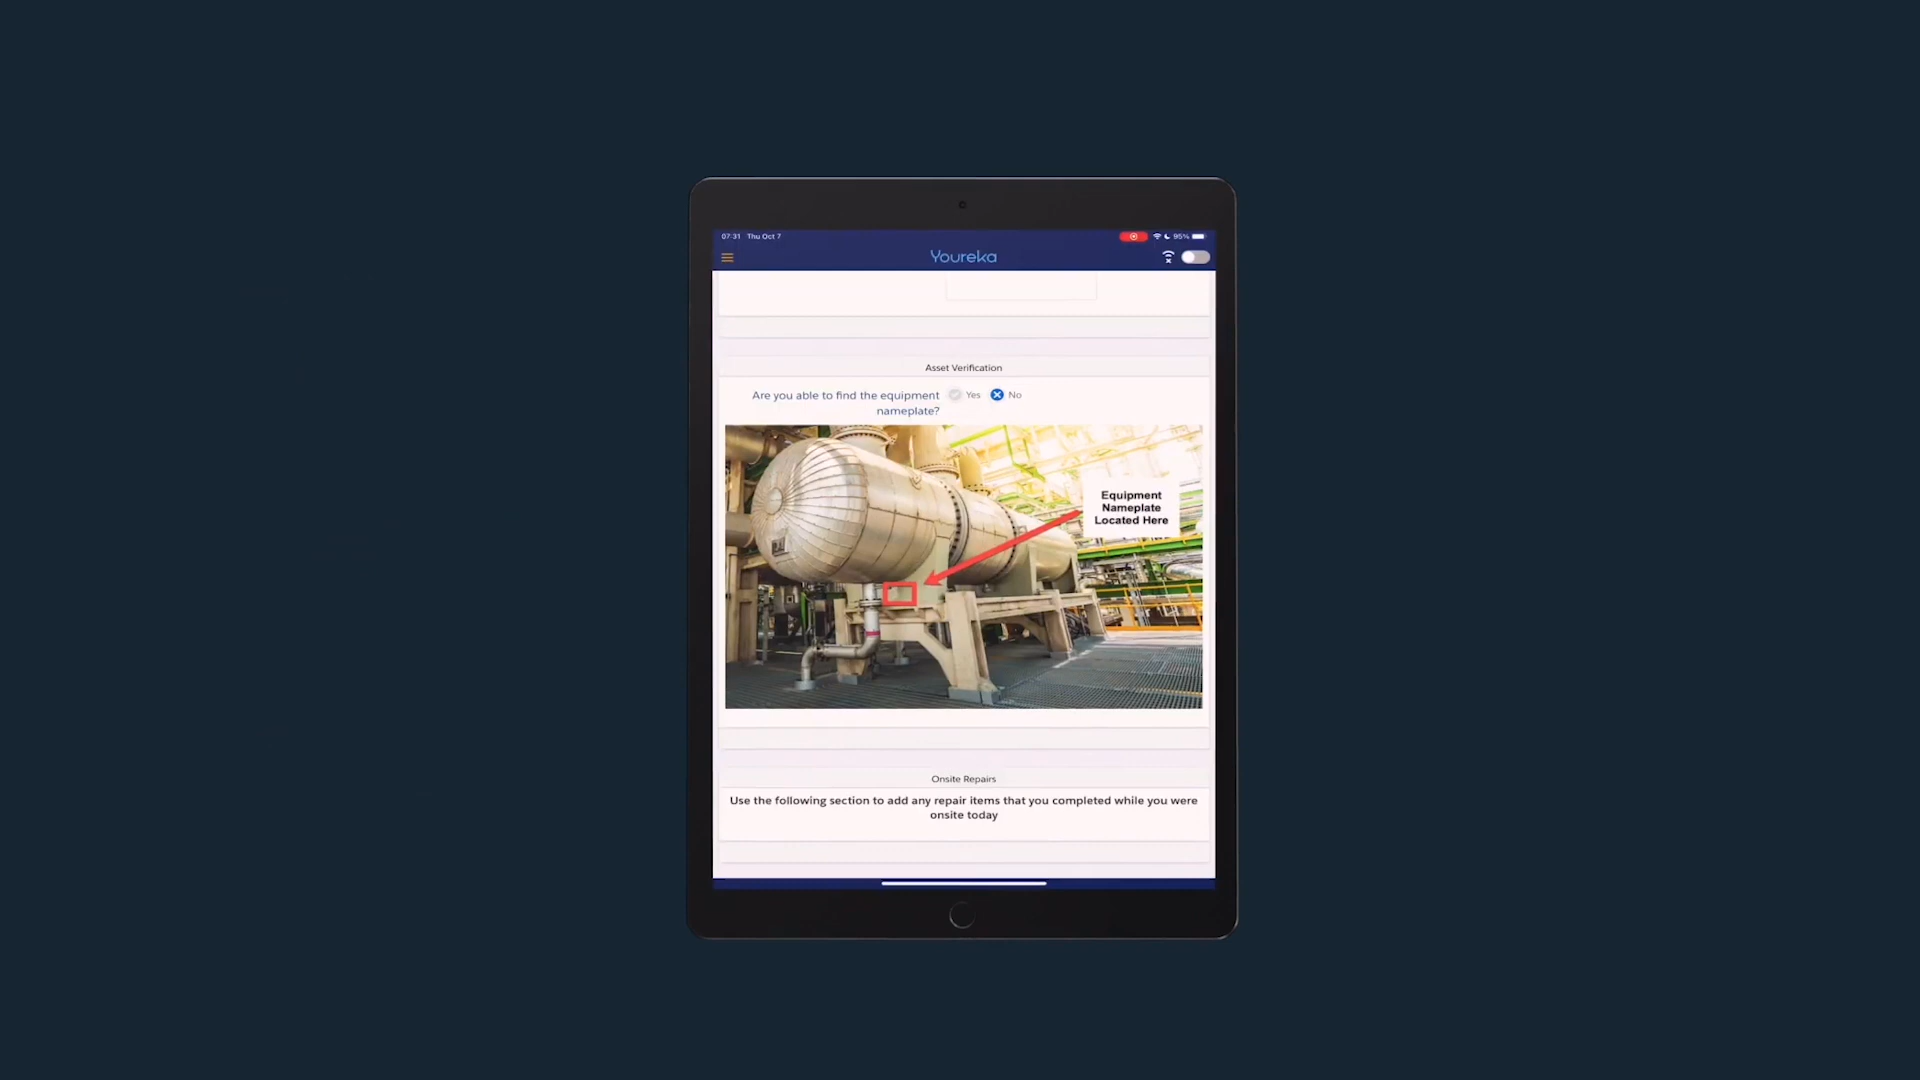 07:31 Thu Oct 7
95%
Youreka
Asset Verification
Are you able to find the equipment
nameplate?
Yes
No
Equipment
Nameplate
Located Here
Onsite Repairs
Use the following section to add any repair items that you completed while you were
onsite today